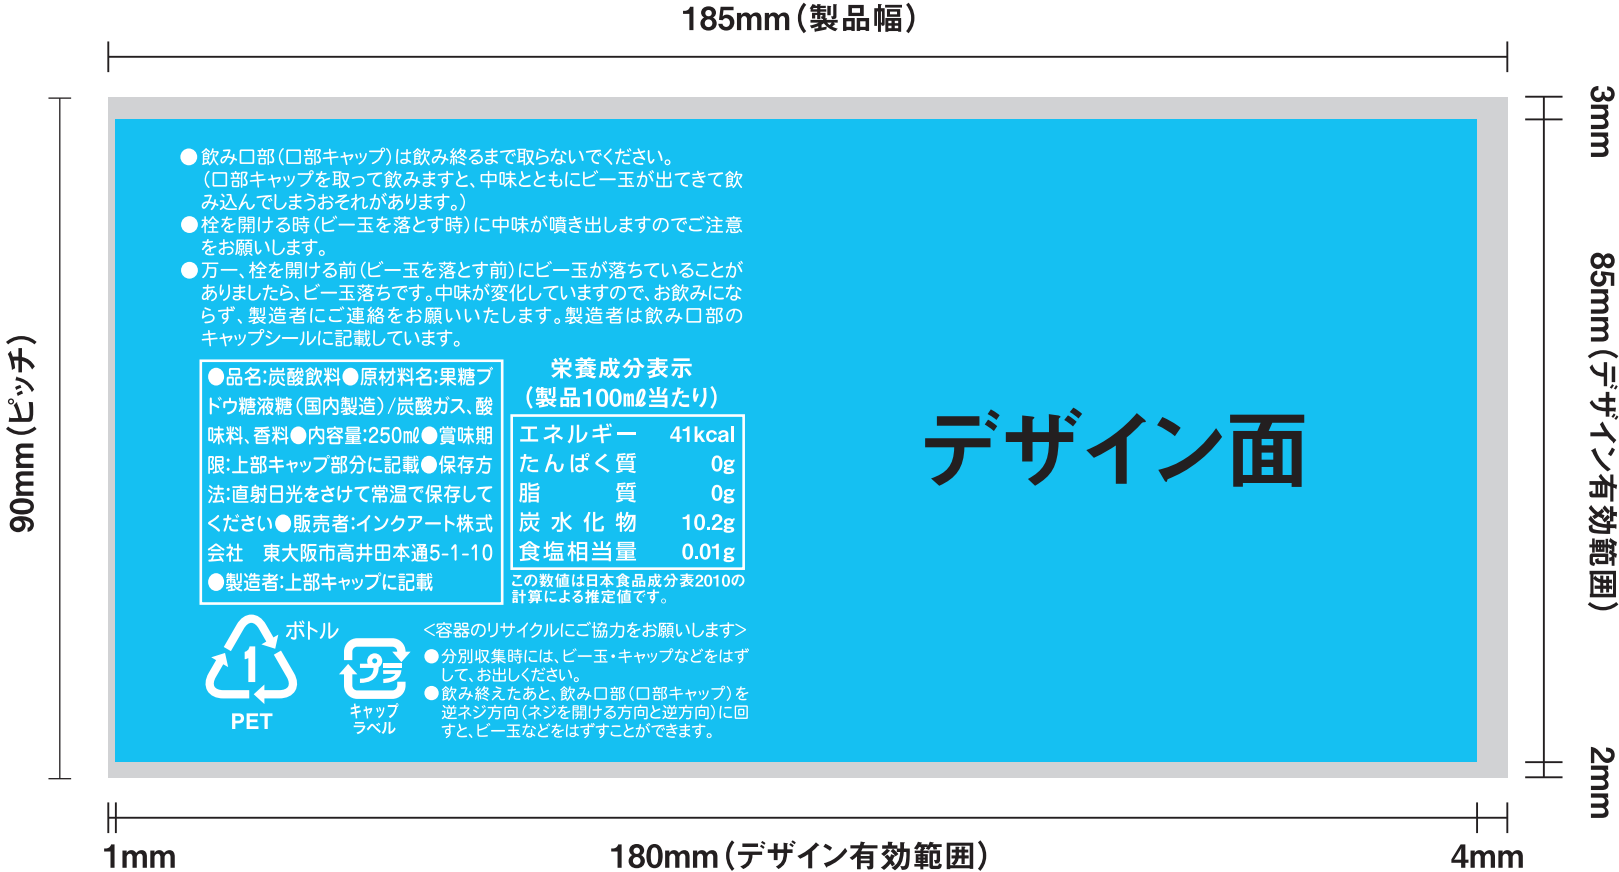 185mm（製品幅）
3mm
85mm（デザイン有効範囲）
2mm
90mm（ピッチ）
●飲み口部（口部キャップ）は飲み終るまで取らないでください。
（口部キャップを取って飲みますと、中味とともにビー玉が出てきて飲
み込んでしまうおそれがあります。）
●栓を開ける時（ビー玉を落とす時）に中味が噴き出しますのでご注意
をお願いします。
●万一、栓を開ける前（ビー玉を落とす前）にビー玉が落ちていることが
ありましたら、ビー玉落ちです。中味が変化していますので、お飲みにな
らず、製造者にご連絡をお願いいたします。製造者は飲み口部の
キャップシールに記載しています。
●品名：炭酸飲料●原材料名：果糖ブ
ドウ糖液糖（国内製造）/炭酸ガス、酸
味料、香料●内容量：250㎖●賞味期
限：上部キャップ部分に記載●保存方
法：直射日光をさけて常温で保存して
ください●販売者：インクアート株式
会社　東大阪市高井田本通5-1-10
●製造者：上部キャップに記載
栄養成分表示
（製品100㎖当たり）
エネルギー 41kcal
たんぱく質 0g
脂質 0g
炭水化物 10.2g
食塩相当量 0.01g
この数値は日本食品成分表2010の
計算による推定値です。
デザイン面
1
ボトル
PET
プラ
キャップ
ラベル
＜容器のリサイクルにご協力をお願いします＞
●分別収集時には、ビー玉・キャップなどをはず
して、お出しください。
●飲み終えたあと、飲み口部（口部キャップ）を
逆ネジ方向（ネジを開ける方向と逆方向）に回
すと、ビー玉などをはずすことができます。
1mm
180mm（デザイン有効範囲）
4mm